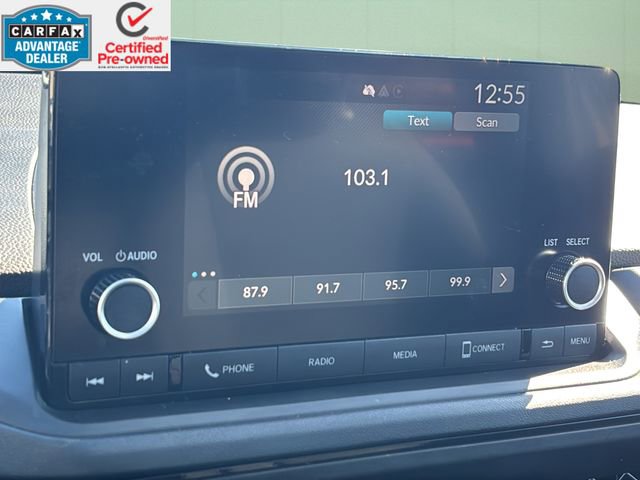 CARFAX
ADVANTAGE
DEALER
Diversified
Certified
Pre-owned
12:55
Text
Scan
FM
103.1
VOL
AUDIO
LIST
SELECT
87.9
91.7
95.7
99.9
PHONE
RADIO
MEDIA
CONNECT
MENU